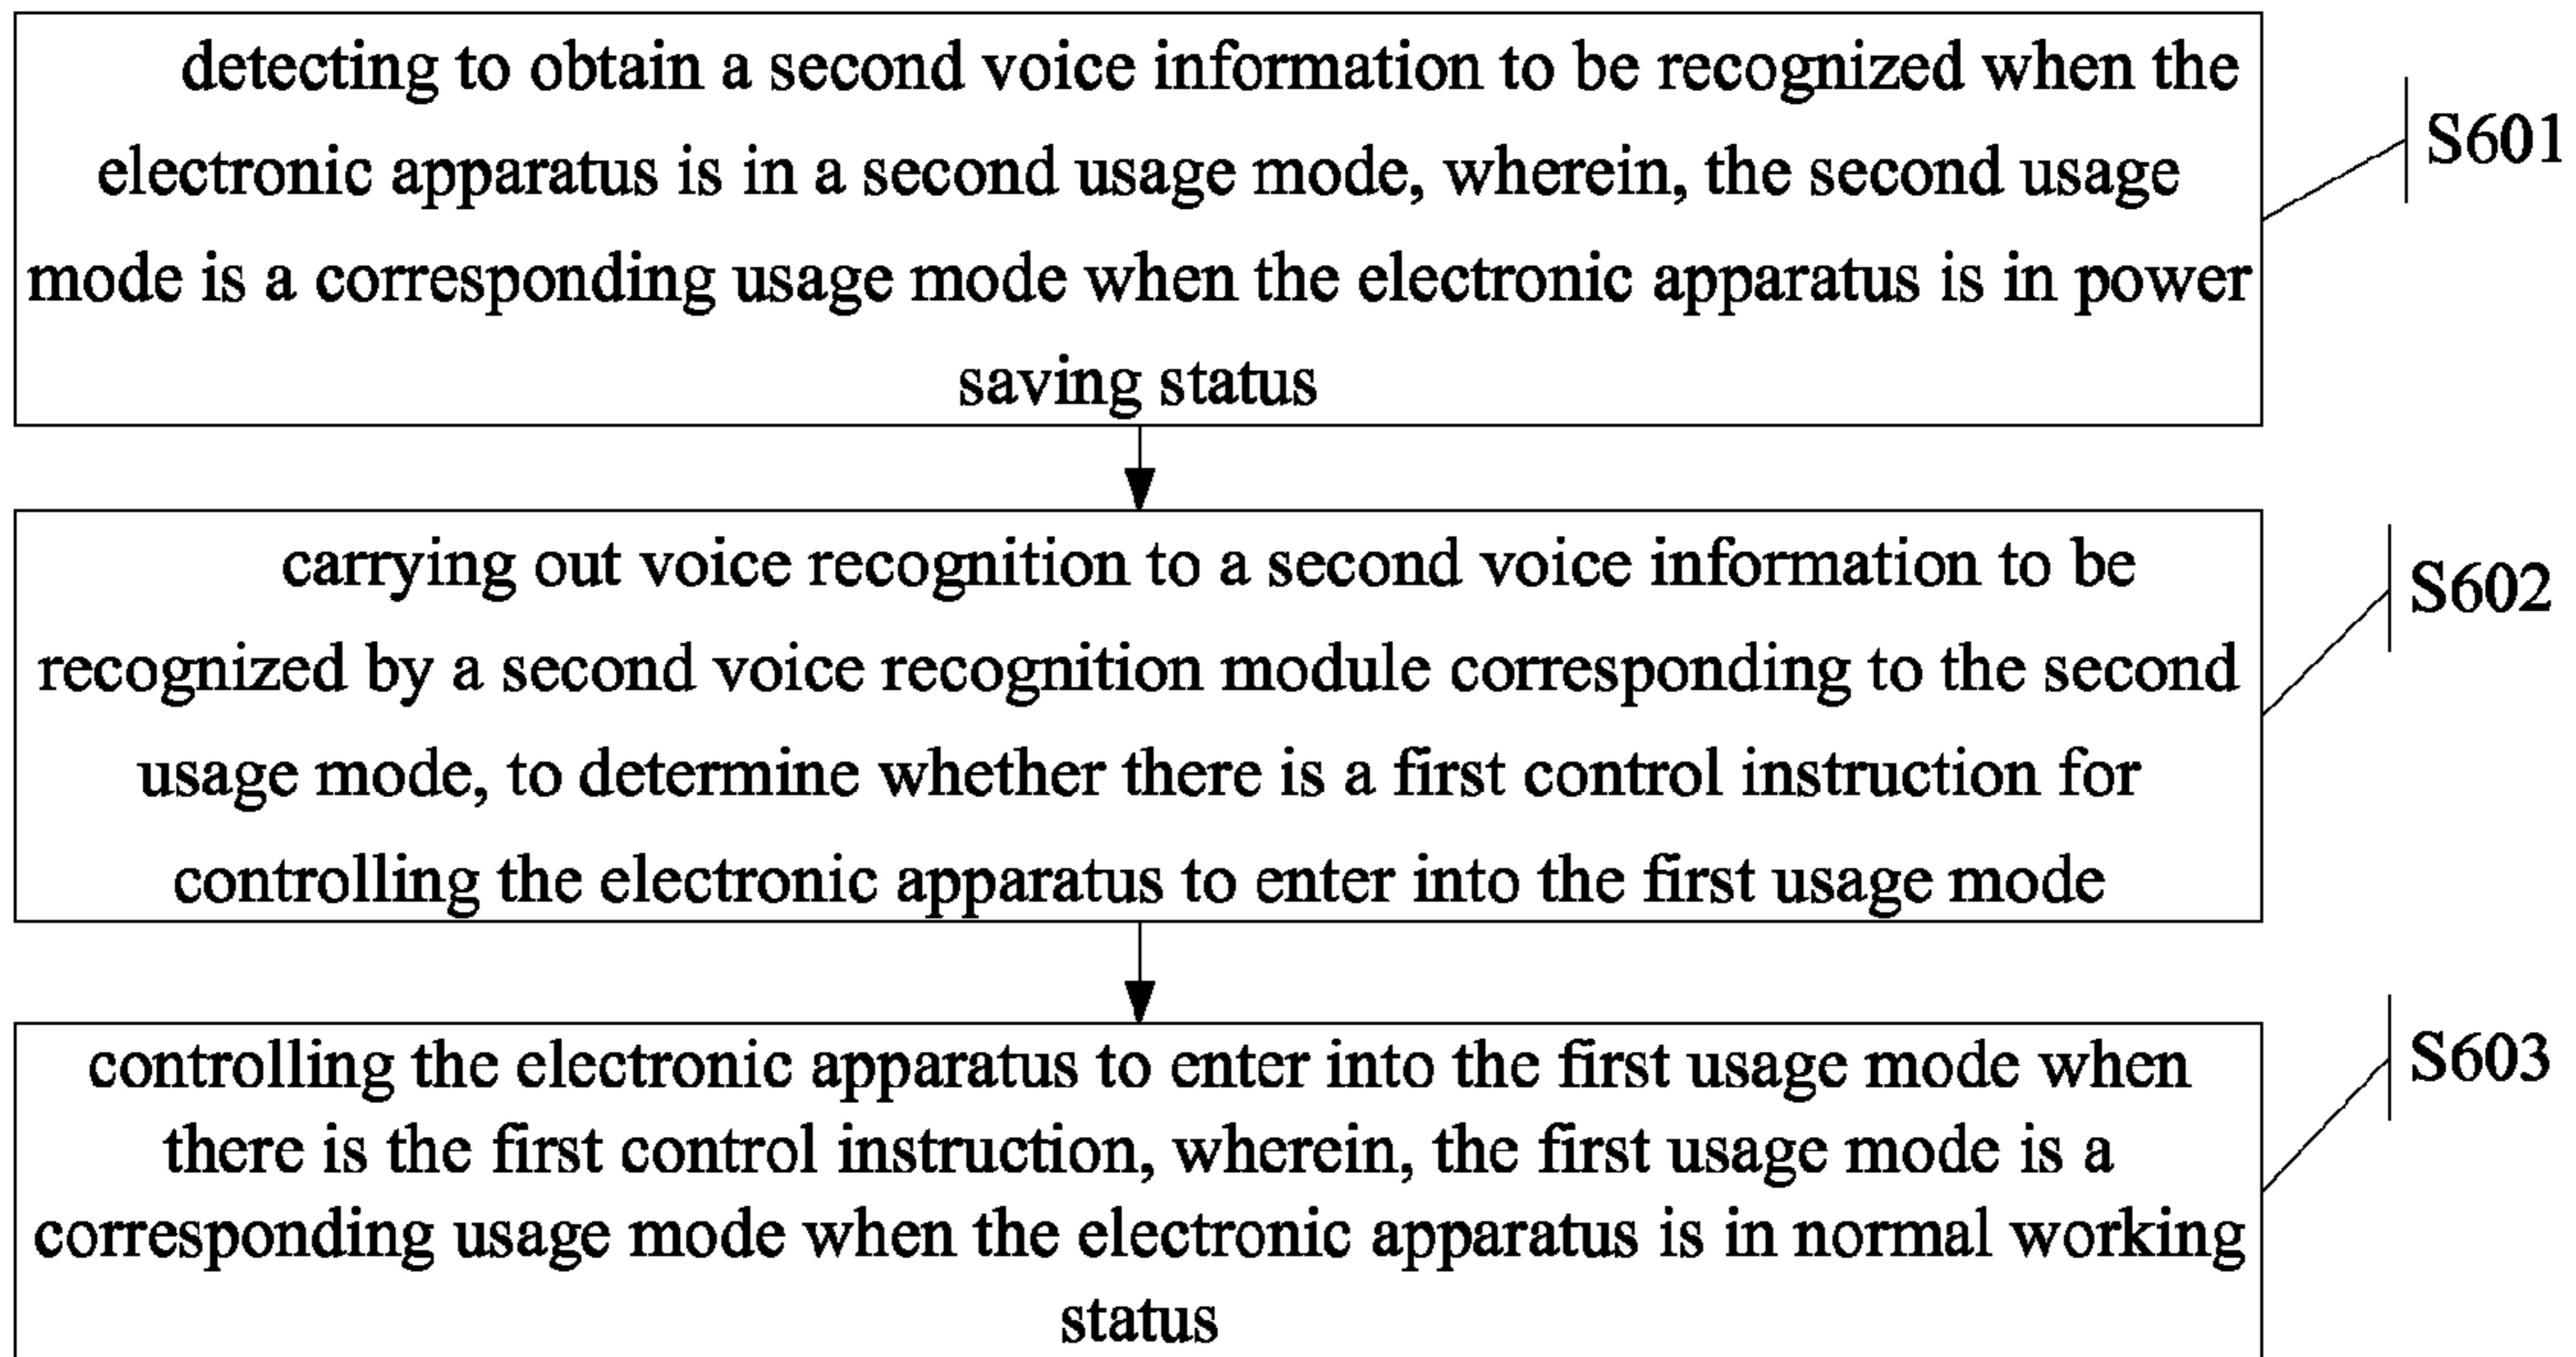 detecting to obtain a second voice information to be recognized when the
electronic apparatus is in a second usage mode, wherein, the second usage
mode is a corresponding usage mode when the electronic apparatus is in power
saving status
S601
carrying out voice recognition to a second voice information to be
recognized by a second voice recognition module corresponding to the second
usage mode, to determine whether there is a first control instruction for
controlling the electronic apparatus to enter into the first usage mode
S602
controlling the electronic apparatus to enter into the first usage mode when
there is the first control instruction, wherein, the first usage mode is a
corresponding usage mode when the electronic apparatus is in normal working
status
S603